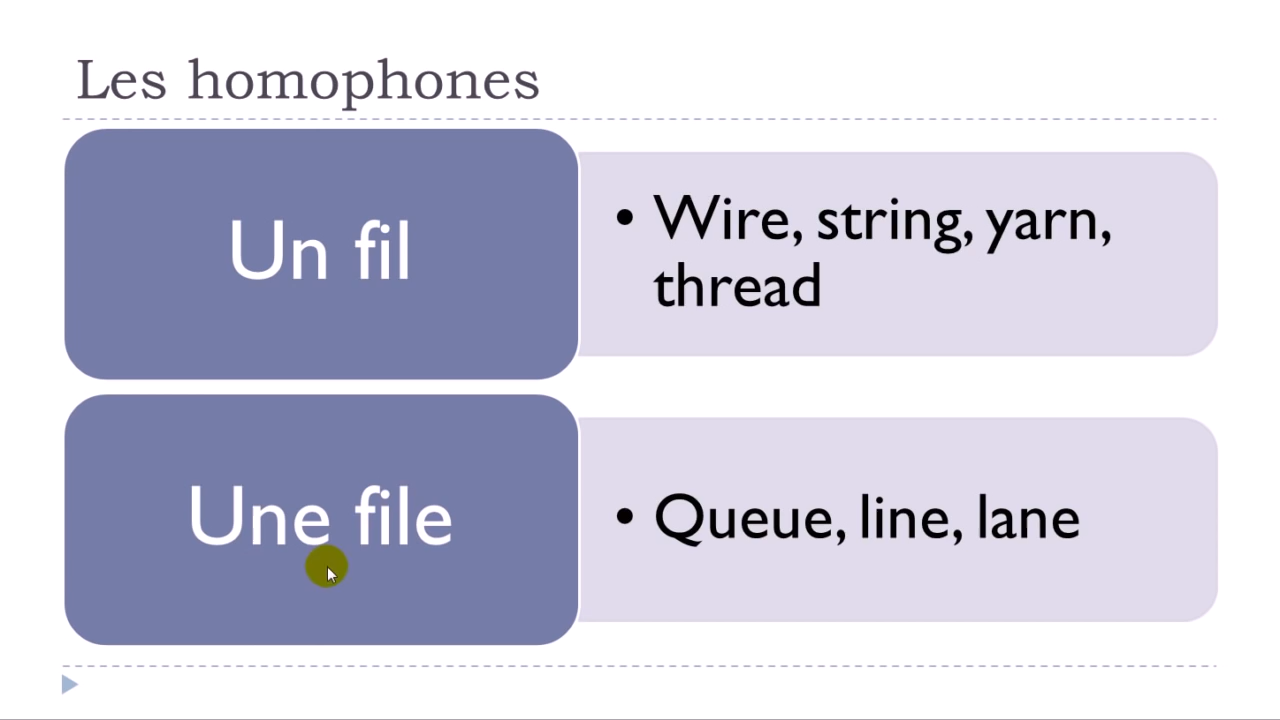 Les homophones
Un fil
• Wire, string, yarn,
thread
Une file
• Queue, line, lane